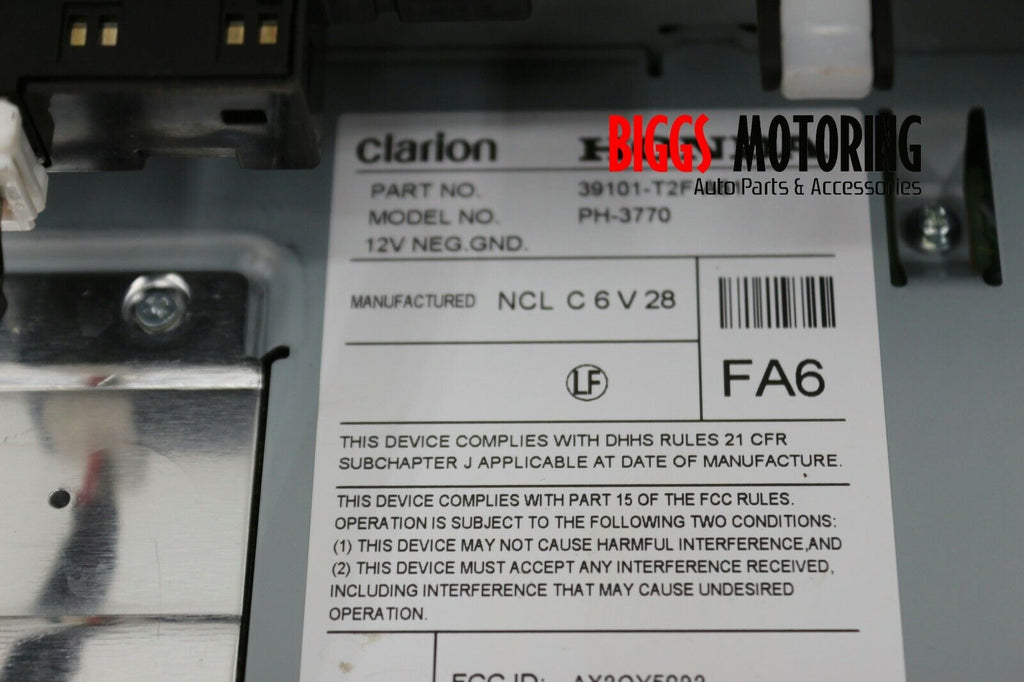 clarion
BIGGS MOTORING
Auto Parts & Accessories
PART NO.
MODEL NO. PH-3770
12V NEG.GND.
MANUFACTURED NCL C 6 V 28
FA6
LF
THIS DEVICE COMPLIES WITH DHHS RULES 21 CFR
SUBCHAPTER J APPLICABLE AT DATE OF MANUFACTURE.
THIS DEVICE COMPLIES WITH PART 15 OF THE FCC RULES.
OPERATION IS SUBJECT TO THE FOLLOWING TWO CONDITIONS:
(1) THIS DEVICE MAY NOT CAUSE HARMFUL INTERFERENCE,AND
(2) THIS DEVICE MUST ACCEPT ANY INTERFERENCE RECEIVED,
INCLUDING INTERFERENCE THAT MAY CAUSE UNDESIRED
OPERATION.
FCC ID: